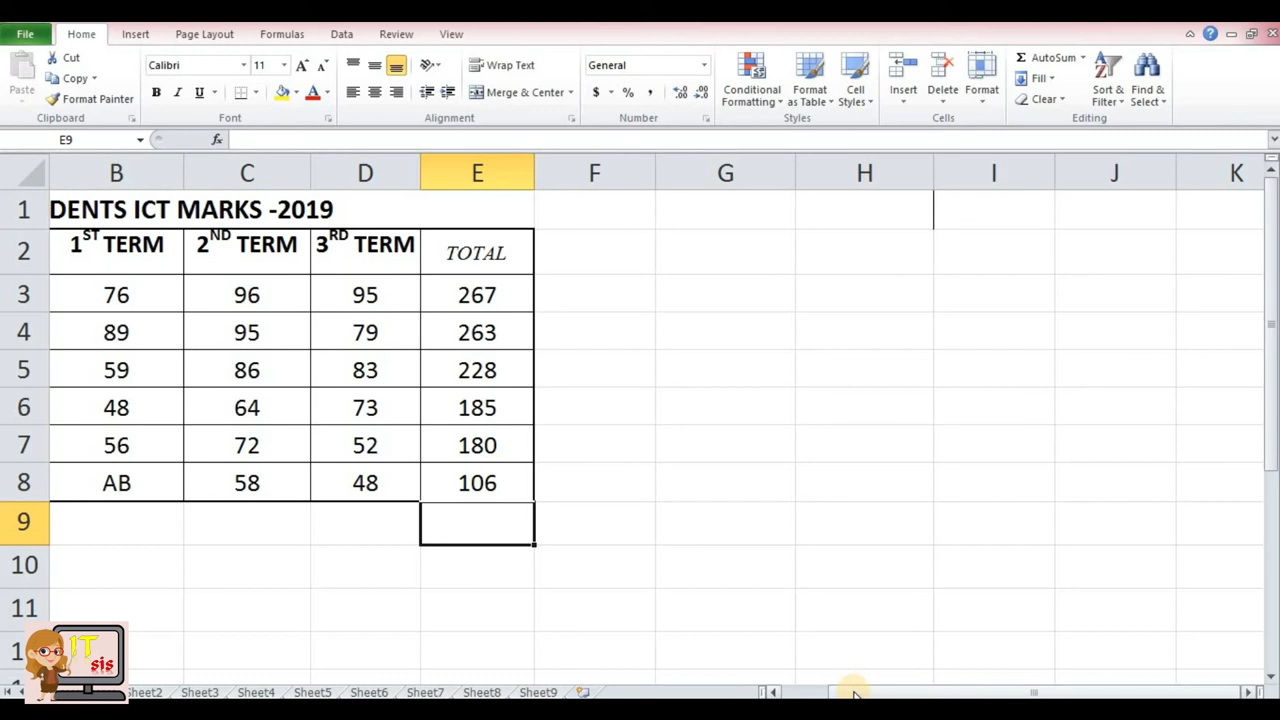 File Home Insert Page Layout Formulas Data Review View
Paste Cut Copy Format Painter
Calibri 11 A A
B I U A
Wrap Text
Merge & Center
General
$ % ,
Conditional Formatting
Format as Table
Cell Styles
Insert Delete Format
Σ AutoSum
Fill
Clear
Sort & Filter
Find & Select
Clipboard Font Alignment Number Styles Cells Editing
E9 fx
B C D E F G H I J K
1 DENTS ICT MARKS -2019
2 1ST TERM 2ND TERM 3RD TERM TOTAL
3 76 96 95 267
4 89 95 79 263
5 59 86 83 228
6 48 64 73 185
7 56 72 52 180
8 AB 58 48 106
9
10
11
IT
sis
Sheet2 Sheet3 Sheet4 Sheet5 Sheet6 Sheet7 Sheet8 Sheet9